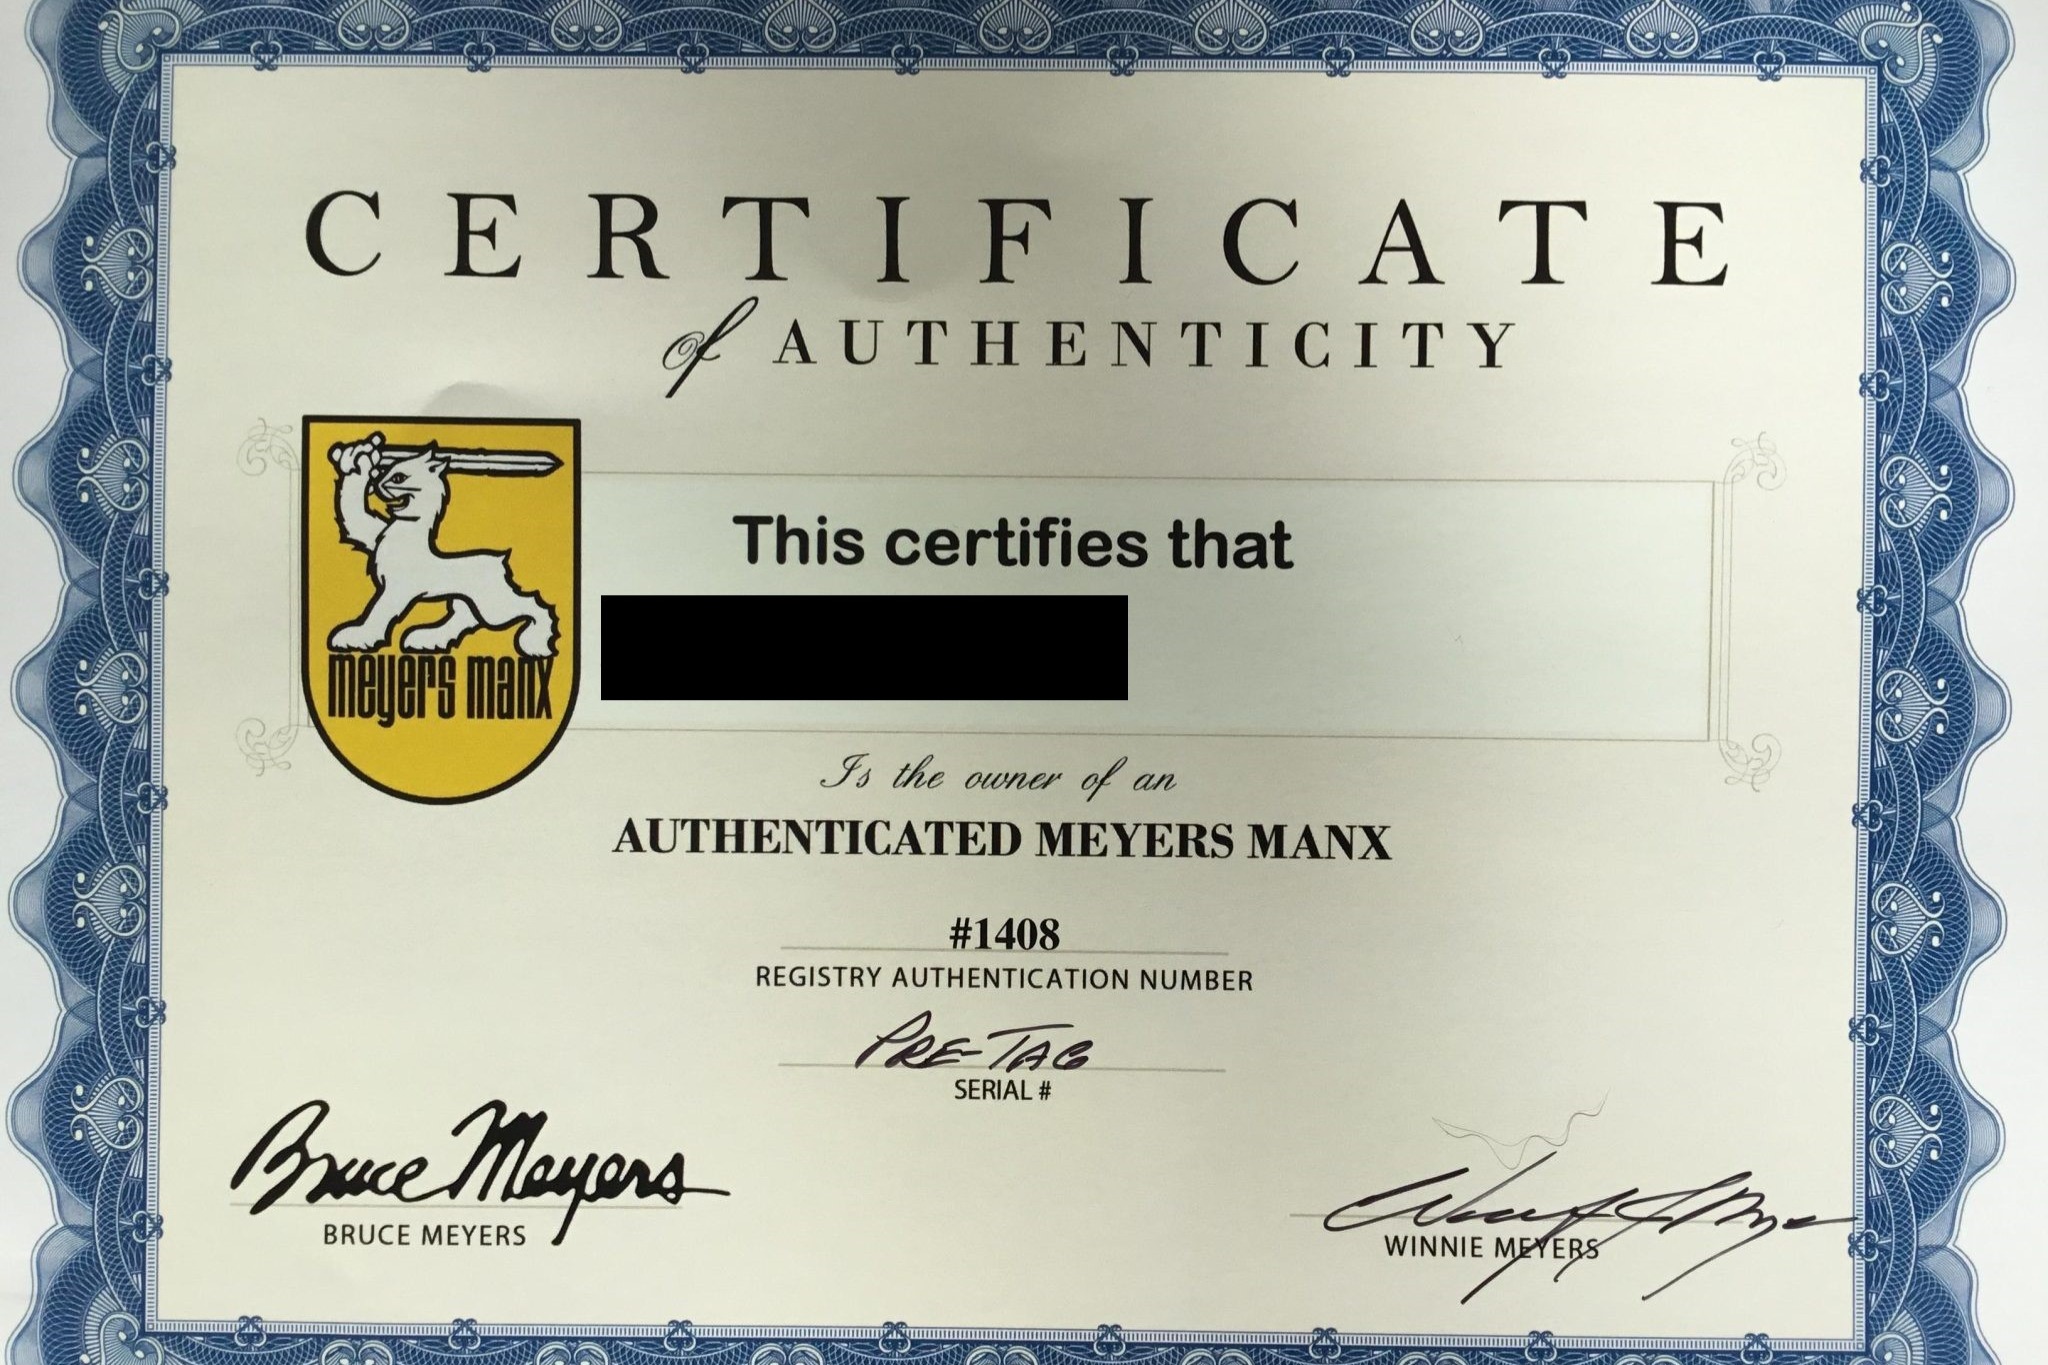 CERTIFICATE
of AUTHENTICITY
meyers manx
This certifies that
Is the owner of an
AUTHENTICATED MEYERS MANX
#1408
REGISTRY AUTHENTICATION NUMBER
PRE-TAG
SERIAL #
Bruce Meyers
BRUCE MEYERS
WINNIE MEYERS